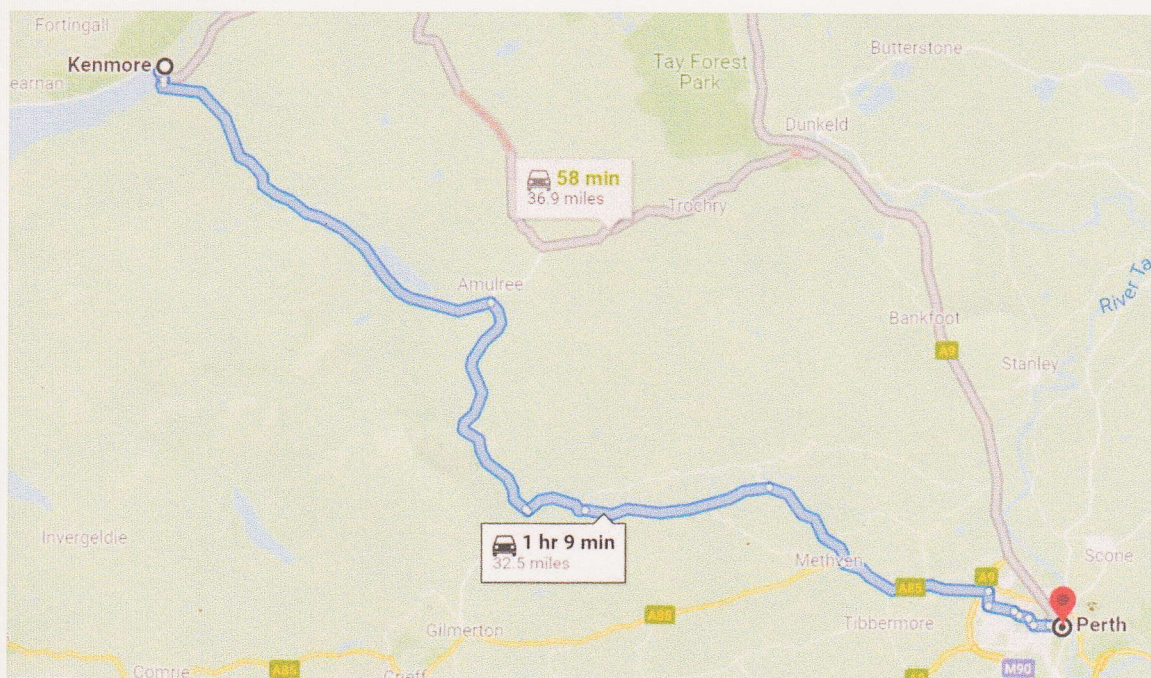 Fortingall
Kenmore
earnan
Butterstone
Tay Forest
Park
Dunkeld
58 min
36.9 miles
Trochry
Amulree
River Ta
Bankfoot
A9
Stanley
1 hr 9 min
32.5 miles
Invergeldie
Methven
A9
Scone
A85
A85
Tibbermore
Perth
Gilmerton
Comrie
A85
Crieff
A9
M90